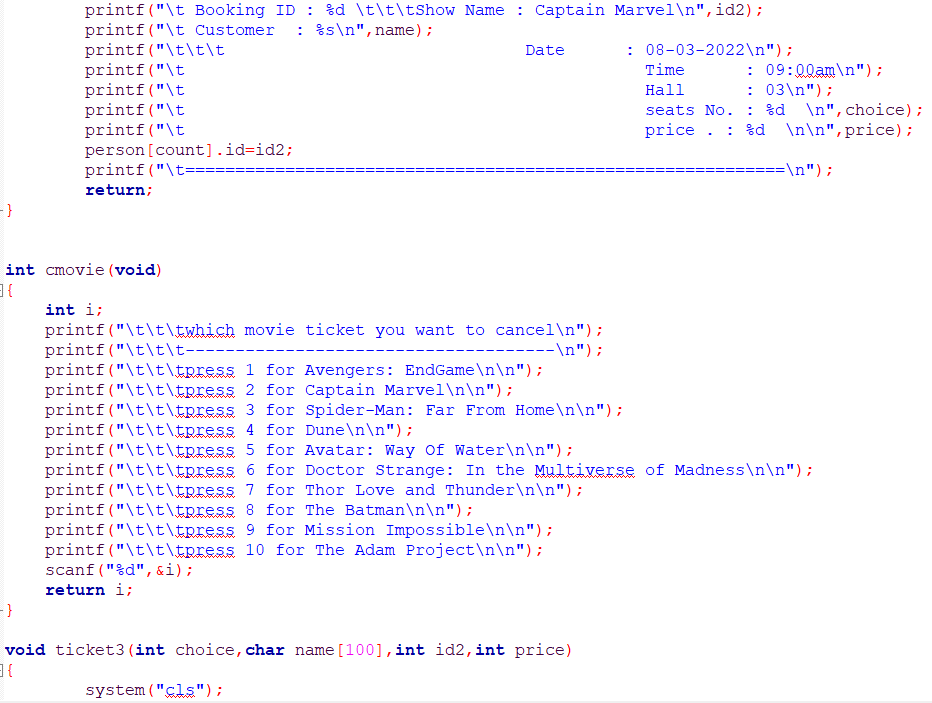 printf("\t Booking ID : %d \t\t\tShow Name : Captain Marvel\n",id2);
printf("\t Customer  : %s\n",name);
printf("\t\t\t                              Date      : 08-03-2022\n");
printf("\t                                              Time      : 09:00am\n");
printf("\t                                              Hall      : 03\n");
printf("\t                                              seats No. : %d  \n",choice);
printf("\t                                              price . : %d  \n\n",price);
person[count].id=id2;
printf("\t============================================================\n");
return;
}
int cmovie(void)
{
int i;
printf("\t\t\twhich movie ticket you want to cancel\n");
printf("\t\t\t-------------------------------------\n");
printf("\t\t\tpress 1 for Avengers: EndGame\n\n");
printf("\t\t\tpress 2 for Captain Marvel\n\n");
printf("\t\t\tpress 3 for Spider-Man: Far From Home\n\n");
printf("\t\t\tpress 4 for Dune\n\n");
printf("\t\t\tpress 5 for Avatar: Way Of Water\n\n");
printf("\t\t\tpress 6 for Doctor Strange: In the Multiverse of Madness\n\n");
printf("\t\t\tpress 7 for Thor Love and Thunder\n\n");
printf("\t\t\tpress 8 for The Batman\n\n");
printf("\t\t\tpress 9 for Mission Impossible\n\n");
printf("\t\t\tpress 10 for The Adam Project\n\n");
scanf("%d",&i);
return i;
}
void ticket3(int choice,char name[100],int id2,int price)
{
system("cls");